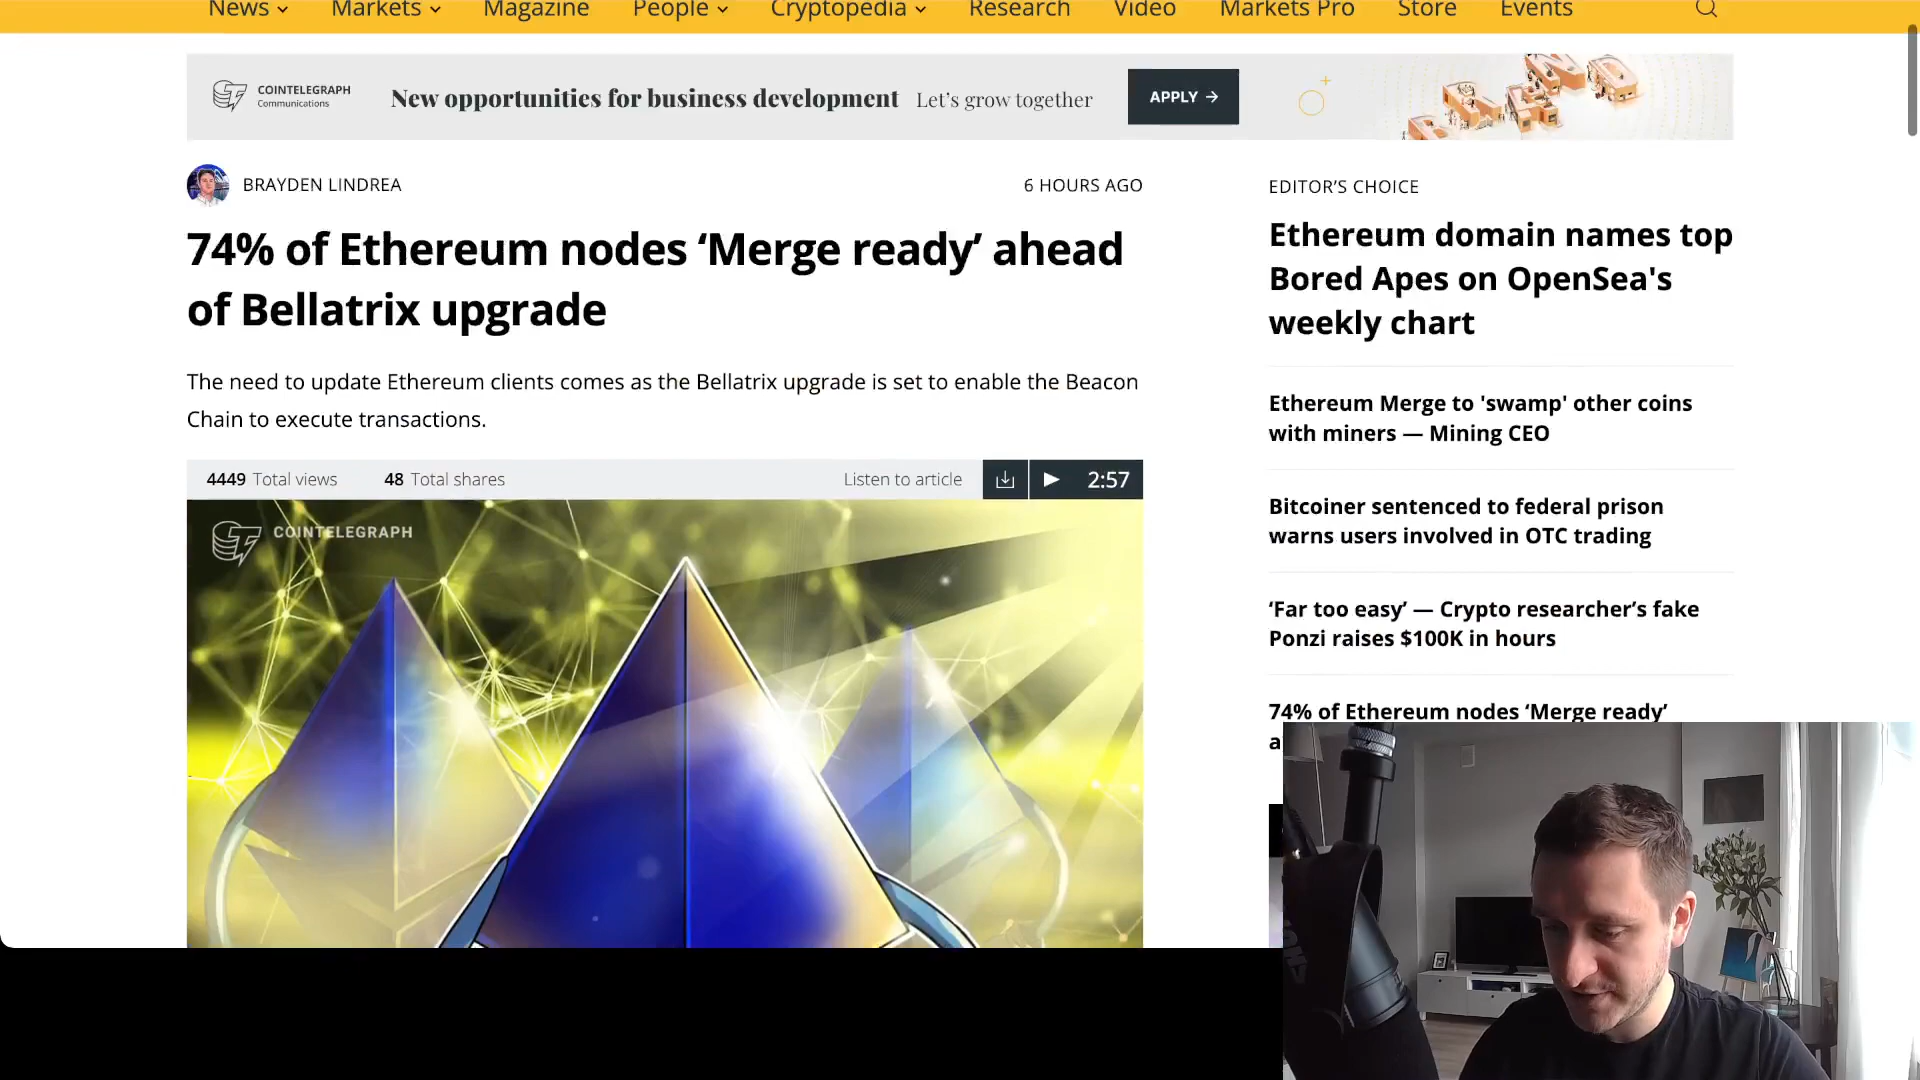 News Markets Magazine People Cryptopedia Research Video Markets Pro Store Events
COINTELEGRAPH
Communications
New opportunities for business development Let's grow together
APPLY →
BRAYDEN LINDREA
6 HOURS AGO
74% of Ethereum nodes ‘Merge ready’ ahead
of Bellatrix upgrade
The need to update Ethereum clients comes as the Bellatrix upgrade is set to enable the Beacon
Chain to execute transactions.
4449 Total views 48 Total shares Listen to article 2:57
COINTELEGRAPH
EDITOR’S CHOICE
Ethereum domain names top
Bored Apes on OpenSea's
weekly chart
Ethereum Merge to 'swamp' other coins
with miners — Mining CEO
Bitcoiner sentenced to federal prison
warns users involved in OTC trading
‘Far too easy’ — Crypto researcher’s fake
Ponzi raises $100K in hours
74% of Ethereum nodes ‘Merge ready’